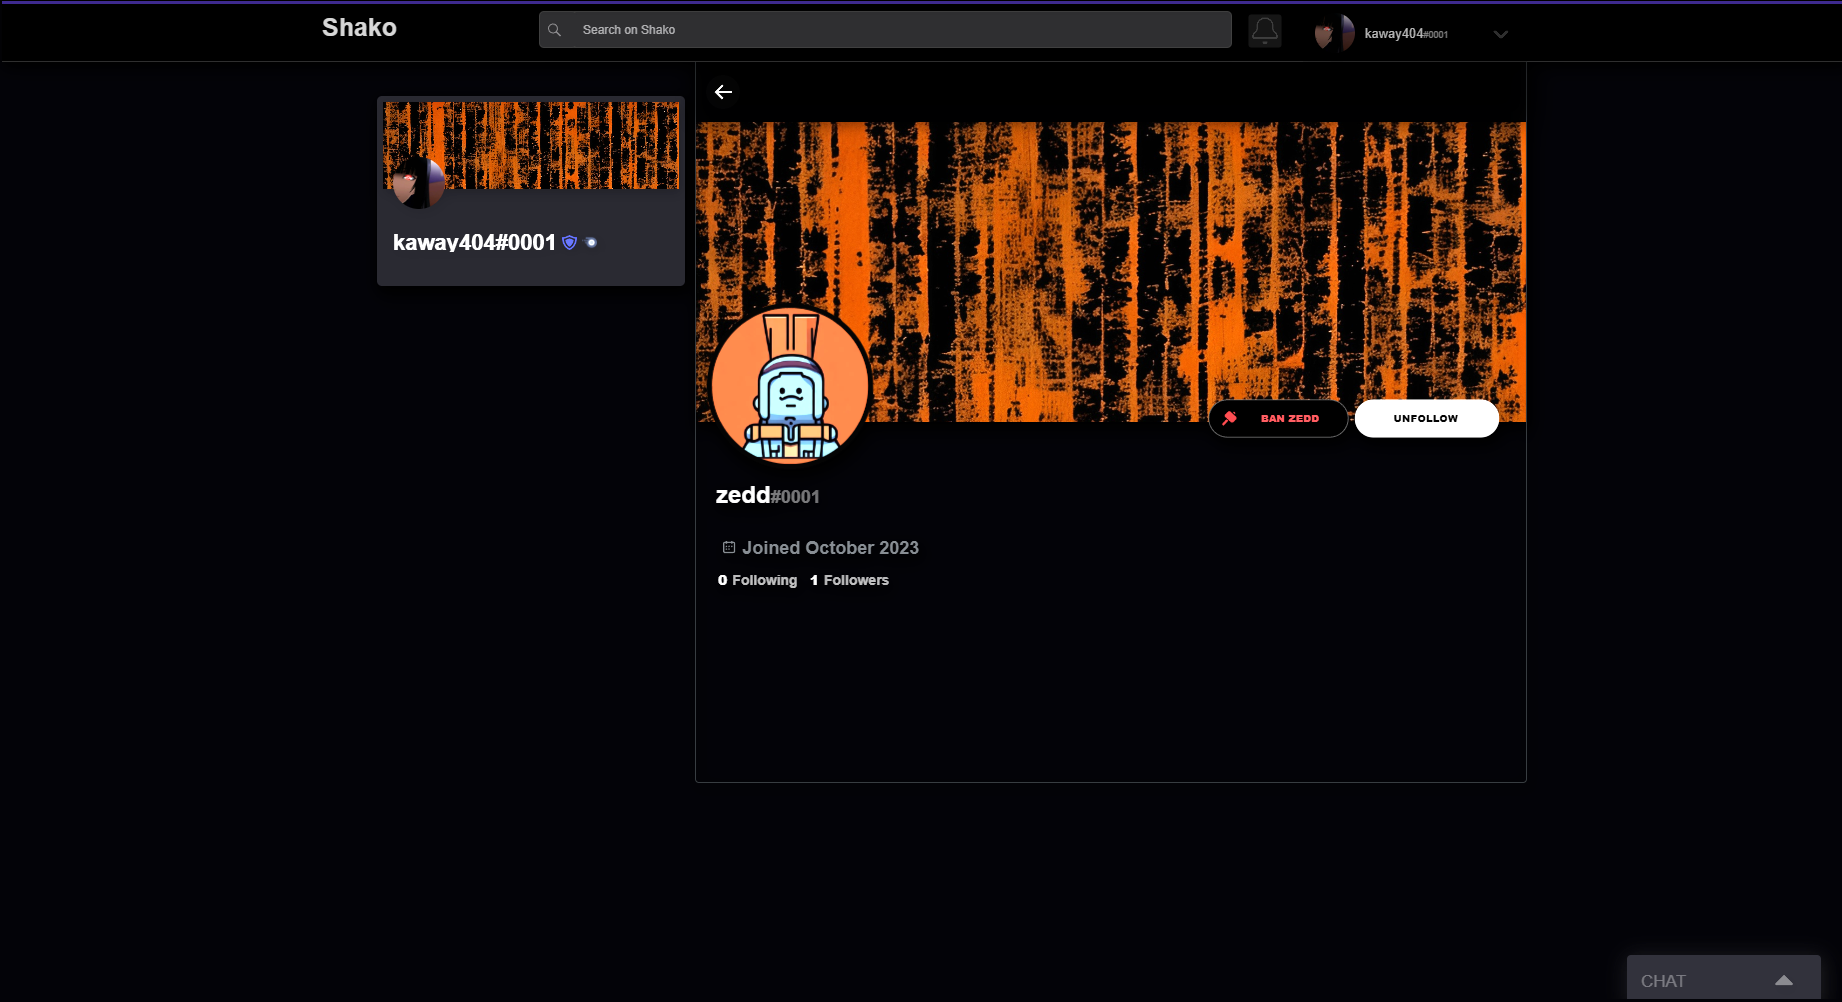 Shako
Search on Shako
kaway404#0001
kaway404#0001
BAN ZEDD
UNFOLLOW
zedd#0001
Joined October 2023
0 Following 1 Followers
CHAT